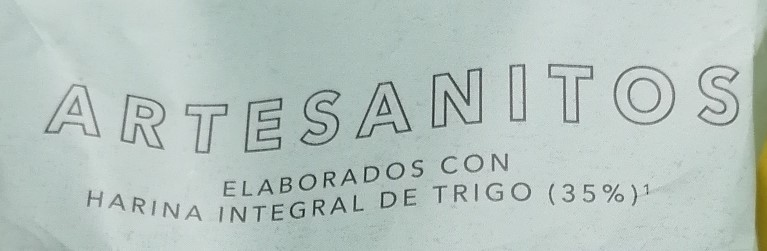 ARTESANITOS
ELABORADOS CON
HARINA INTEGRAL DE TRIGO (35%)¹